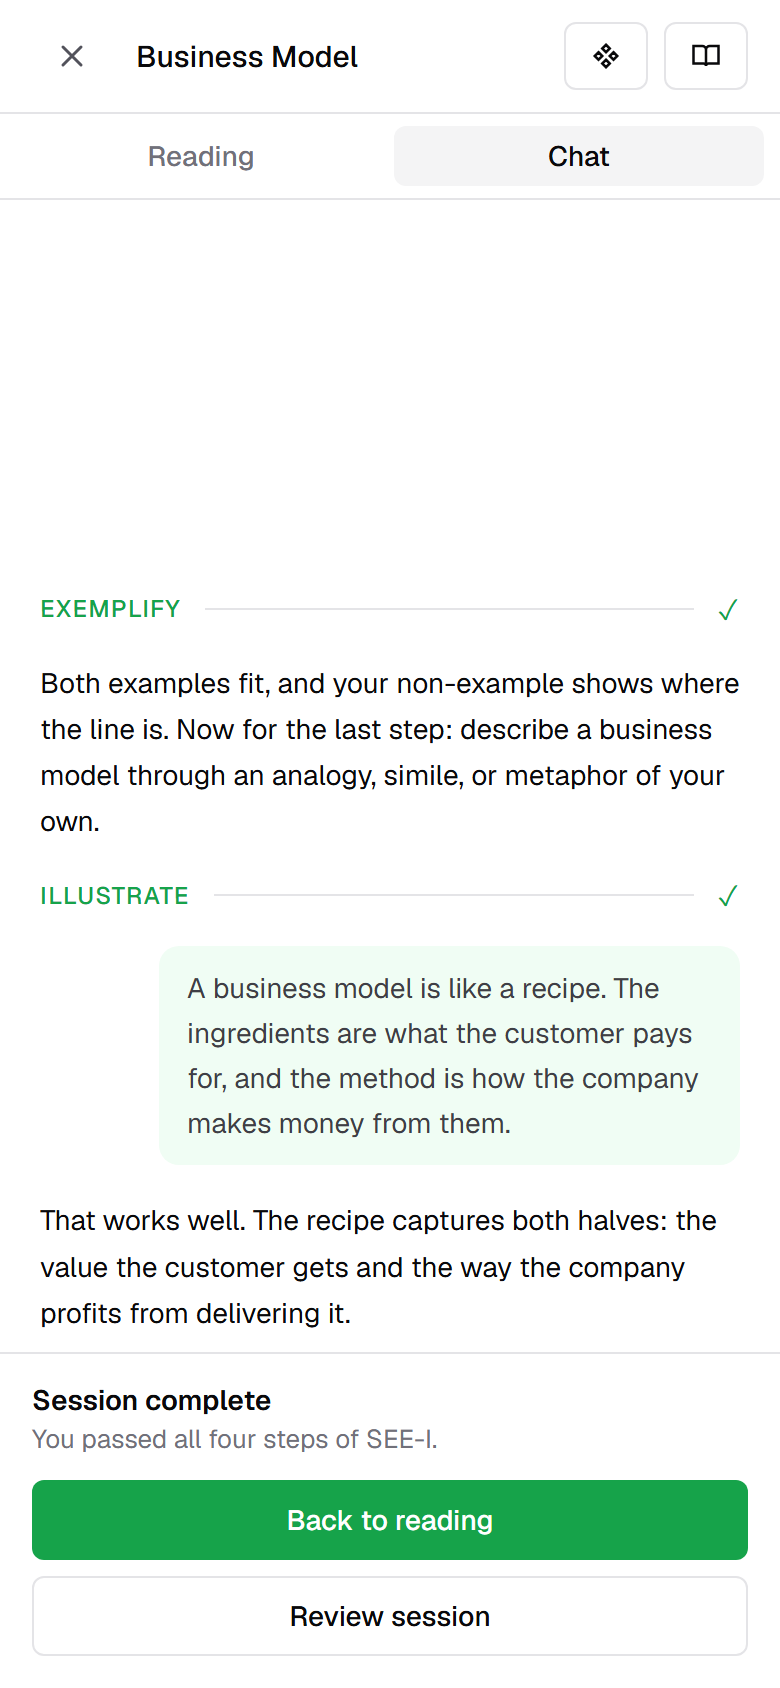 Business Model
Reading
Chat
EXEMPLIFY
Both examples fit, and your non-example shows where
the line is. Now for the last step: describe a business
model through an analogy, simile, or metaphor of your
own.
ILLUSTRATE
A business model is like a recipe. The
ingredients are what the customer pays
for, and the method is how the company
makes money from them.
That works well. The recipe captures both halves: the
value the customer gets and the way the company
profits from delivering it.
Session complete
You passed all four steps of SEE-I.
Back to reading
Review session